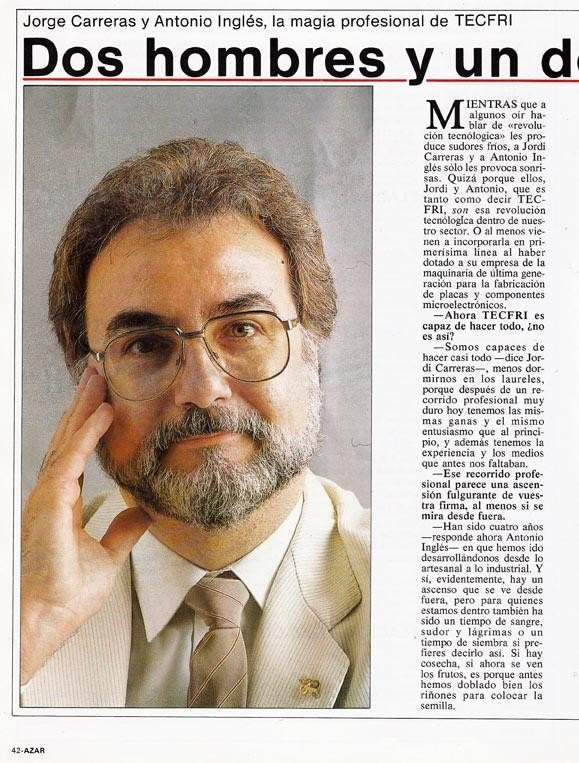 Jorge Carreras y Antonio Inglés, la magia profesional de TECFRI
Dos hombres y un de
MIENTRAS que a
algunos oír ha-
blar de «revolu-
ción tecnológica» les pro-
duce sudores fríos, a Jordi
Carreras y a Antonio In-
glés sólo les provoca sonri-
sas. Quizá porque ellos,
Jordi y Antonio, que es
tanto como decir TEC-
FRI, son esa revolución
tecnológica dentro de nues-
tro sector. O al menos vie-
nen a incorporarla en pri-
merísima línea al haber
dotado a su empresa de la
maquinaria de última gene-
ración para la fabricación
de placas y componentes
microelectrónicos.
—Ahora TECFRI es
capaz de hacer todo, ¿no
es así?
—Somos capaces de
hacer casi todo —dice Jor-
di Carreras—, menos dor-
mirnos en los laureles,
porque después de un re-
corrido profesional muy
duro hoy tenemos las mis-
mas ganas y el mismo
entusiasmo que al princi-
pio, y además tenemos la
experiencia y los medios
que antes nos faltaban.
—Ese recorrido profe-
sional parece una ascen-
sión fulgurante de vues-
tra firma, al menos si se
mira desde fuera.
—Han sido cuatro años
—responde ahora Antonio
Inglés— en que hemos ido
desarrollándonos desde lo
artesanal a lo industrial. Y
sí, evidentemente, hay un
ascenso que se ve desde
fuera, pero para quienes
estamos dentro también ha
sido un tiempo de sangre,
sudor y lágrimas o un
tiempo de siembra si pre-
fieres decirlo así. Si hay
cosecha, si ahora se ven
los frutos, es porque antes
hemos doblado bien los
riñones para colocar la
semilla.
42-AZAR